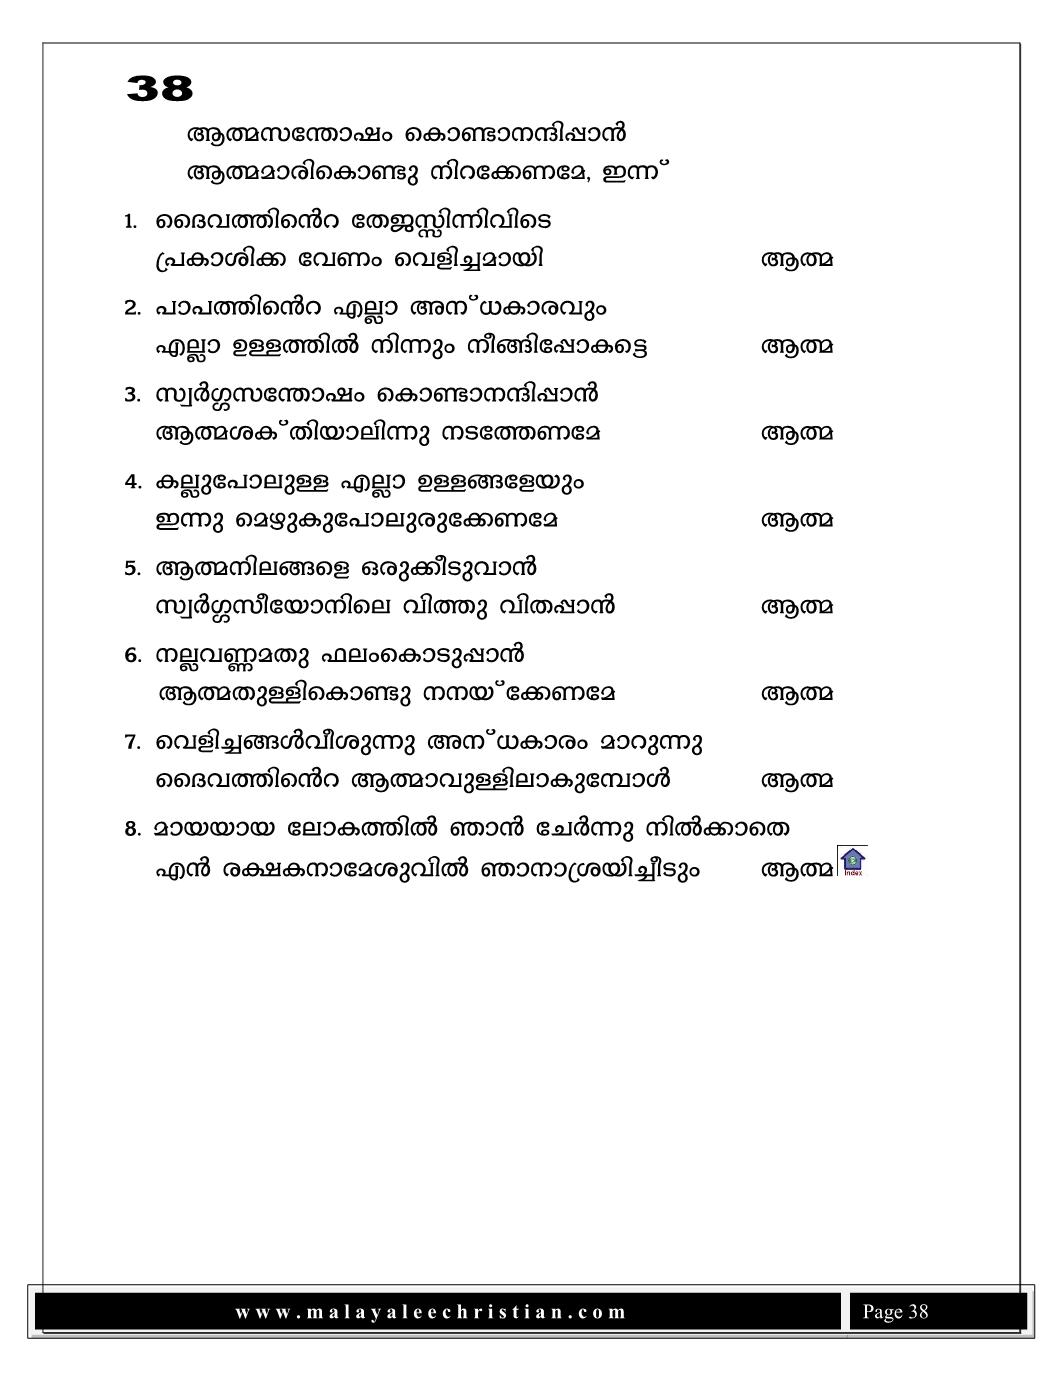 38
ആത്മസന്തോഷം കൊണ്ടാനന്ദിപ്പാൻ
ആത്മമാരികൊണ്ടു നിറക്കേണമേ, ഇന്ന്
1. ദൈവത്തിൻെറ തേജസ്സിന്നിവിടെ
പ്രകാശിക്ക വേണം വെളിച്ചമായി ആത്മ
2. പാപത്തിൻെറ എല്ലാ അന്ധകാരവും
എല്ലാ ഉള്ളത്തിൽ നിന്നും നീങ്ങിപ്പോകട്ടെ ആത്മ
3. സ്വർഗ്ഗസന്തോഷം കൊണ്ടാനന്ദിപ്പാൻ
ആത്മശക്തിയാലിന്നു നടത്തേണമേ ആത്മ
4. കല്ലുപോലുള്ള എല്ലാ ഉള്ളങ്ങളേയും
ഇന്നു മെഴുകുപോലുരുക്കേണമേ ആത്മ
5. ആത്മനിലങ്ങളെ ഒരുക്കീടുവാൻ
സ്വർഗ്ഗസീയോനിലെ വിത്തു വിതപ്പാൻ ആത്മ
6. നല്ലവണ്ണമതു ഫലംകൊടുപ്പാൻ
ആത്മതുള്ളികൊണ്ടു നനയ്ക്കേണമേ ആത്മ
7. വെളിച്ചങ്ങൾവീശുന്നു അന്ധകാരം മാറുന്നു
ദൈവത്തിൻെറ ആത്മാവുള്ളിലാകുമ്പോൾ ആത്മ
8. മായയായ ലോകത്തിൽ ഞാൻ ചേർന്നു നിൽക്കാതെ
എൻ രക്ഷകനാമേശുവിൽ ഞാനാശ്രയിച്ചീടും ആത്മ Index
www.malayaleechristian.com Page 38